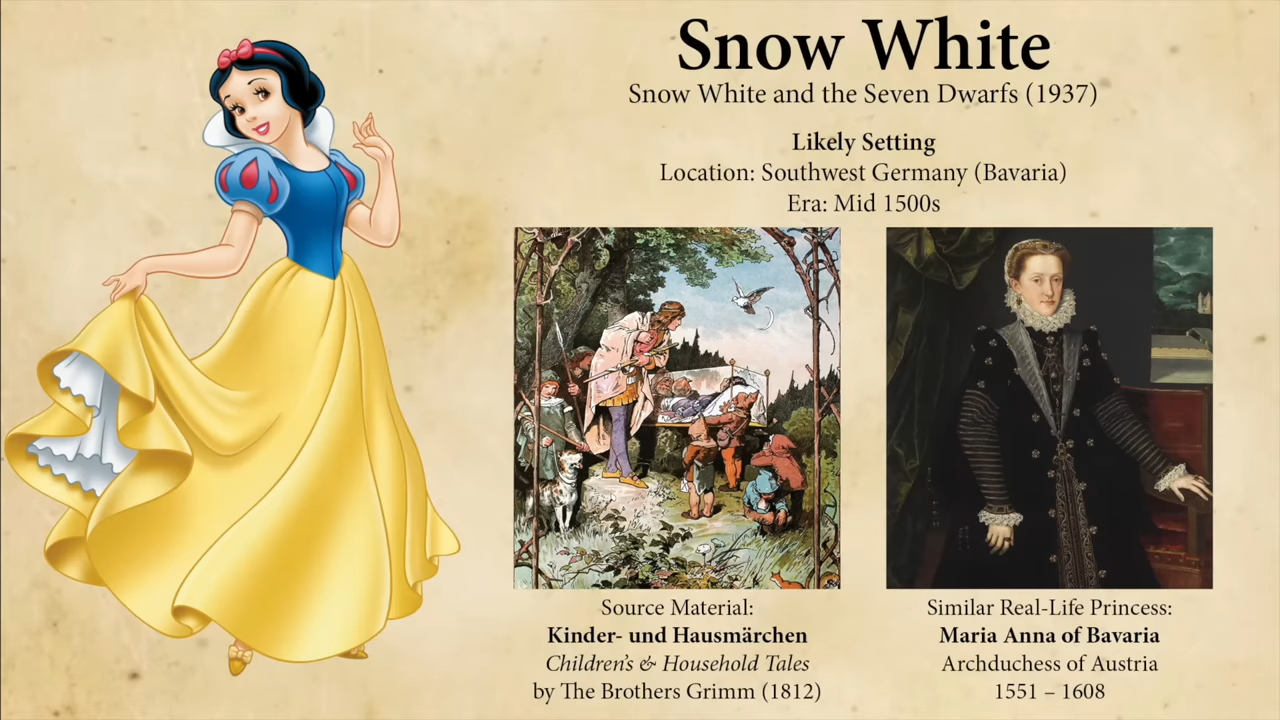 Snow White
Snow White and the Seven Dwarfs (1937)
Likely Setting
Location: Southwest Germany (Bavaria)
Era: Mid 1500s
Source Material:
Kinder- und Hausmärchen
Children's & Household Tales
by The Brothers Grimm (1812)
Similar Real-Life Princess:
Maria Anna of Bavaria
Archduchess of Austria
1551 – 1608